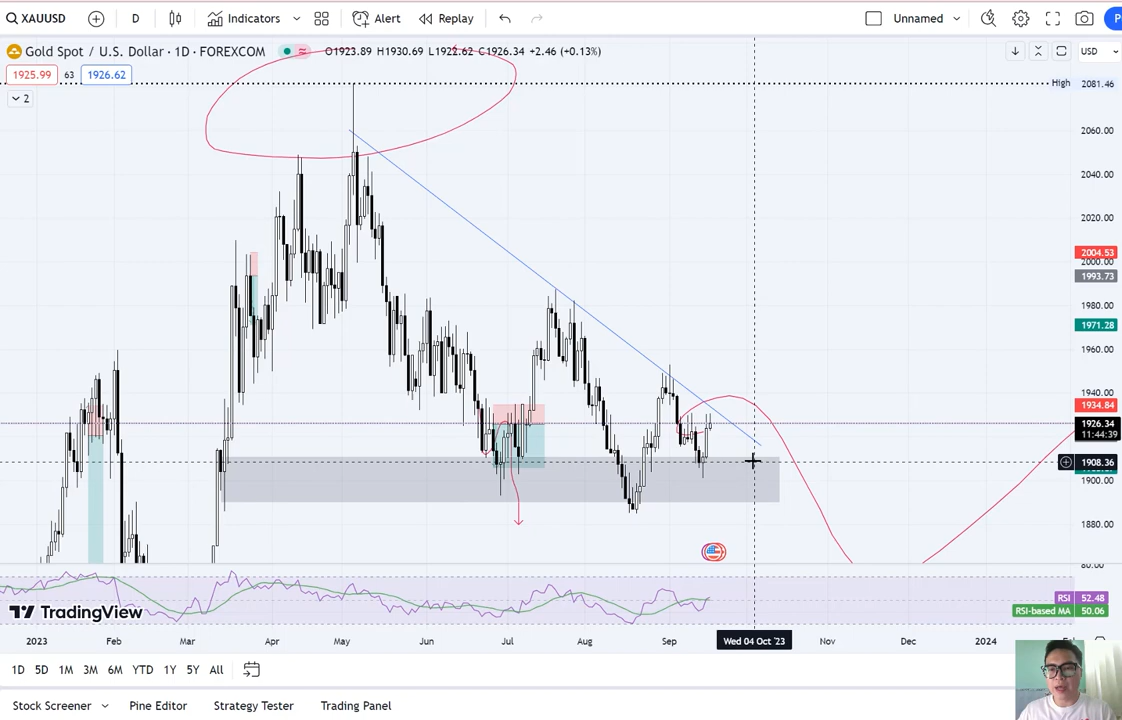 XAUUSD D Indicators Alert Replay Unnamed
Gold Spot / U.S. Dollar · 1D · FOREXCOM O1923.89 H1930.69 L1922.62 C1926.34 +2.46 (+0.13%) USD
1925.99 63 1926.62
High 2081.46
2
2060.00
2040.00
2020.00
2004.53
2000.00
1993.73
1980.00
1971.28
1960.00
1940.00
1934.84
1926.34
11:44:39
1908.36
1900.00
1880.00
80.00
RSI 52.48
RSI-based MA 50.06
TradingView
2023 Feb Mar Apr May Jun Jul Aug Sep Wed 04 Oct '23 Nov Dec 2024
1D 5D 1M 3M 6M YTD 1Y 5Y All
Stock Screener Pine Editor Strategy Tester Trading Panel